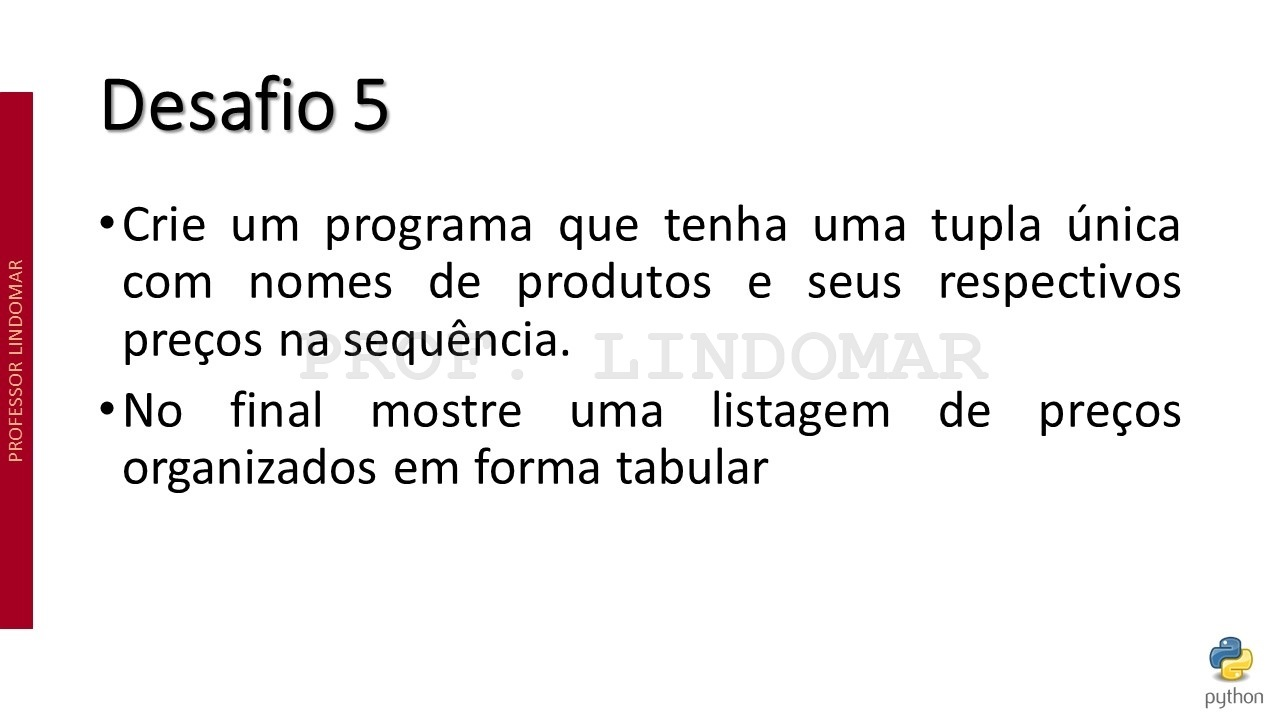 Desafio 5
PROFESSOR LINDOMAR
•Crie um programa que tenha uma tupla única
com nomes de produtos e seus respectivos
preços na sequência.
PROF. LINDOMAR
•No final mostre uma listagem de preços
organizados em forma tabular
python